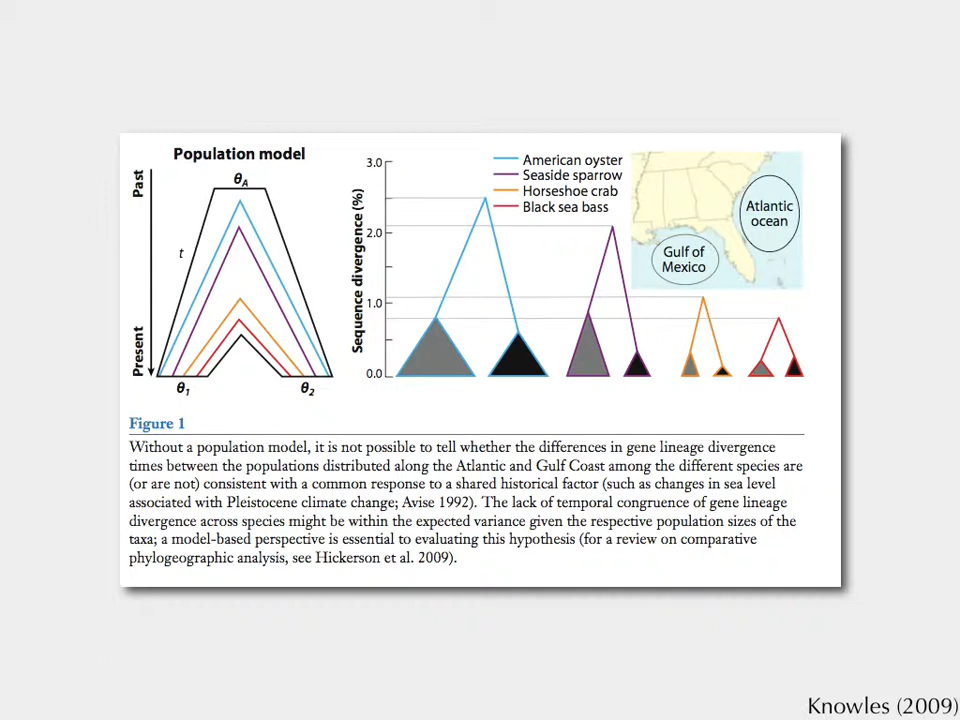 Population model
Past
Present
θA
t
θ1
θ2
Sequence divergence (%)
3.0
2.0
1.0
0.0
American oyster
Seaside sparrow
Horseshoe crab
Black sea bass
Atlantic
ocean
Gulf of
Mexico
Figure 1
Without a population model, it is not possible to tell whether the differences in gene lineage divergence
times between the populations distributed along the Atlantic and Gulf Coast among the different species are
(or are not) consistent with a common response to a shared historical factor (such as changes in sea level
associated with Pleistocene climate change; Avise 1992). The lack of temporal congruence of gene lineage
divergence across species might be within the expected variance given the respective population sizes of the
taxa; a model-based perspective is essential to evaluating this hypothesis (for a review on comparative
phylogeographic analysis, see Hickerson et al. 2009).
Knowles (2009)